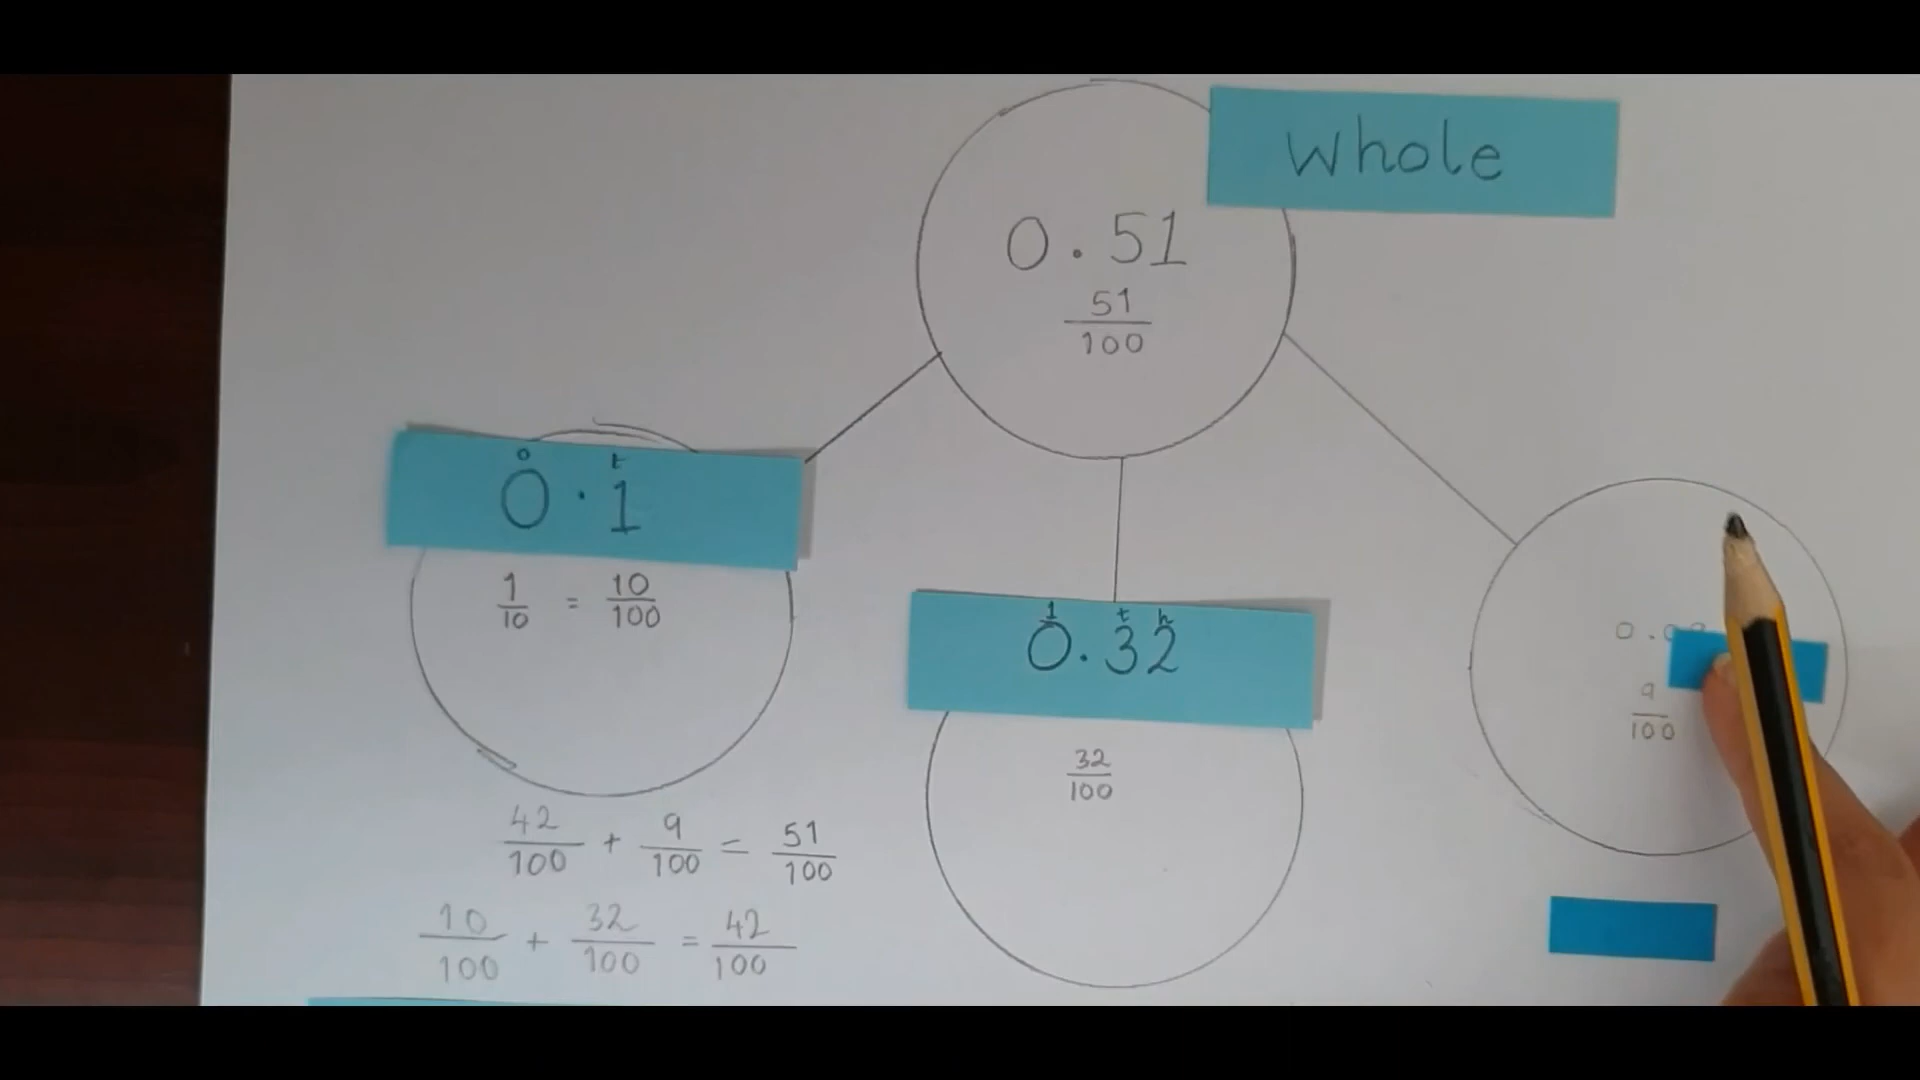 whole
0.51
51
100
o t
0.1
1/10 = 10/100
1 t h
0.32
32
100
9
100
42/100 + 9/100 = 51/100
10/100 + 32/100 = 42/100